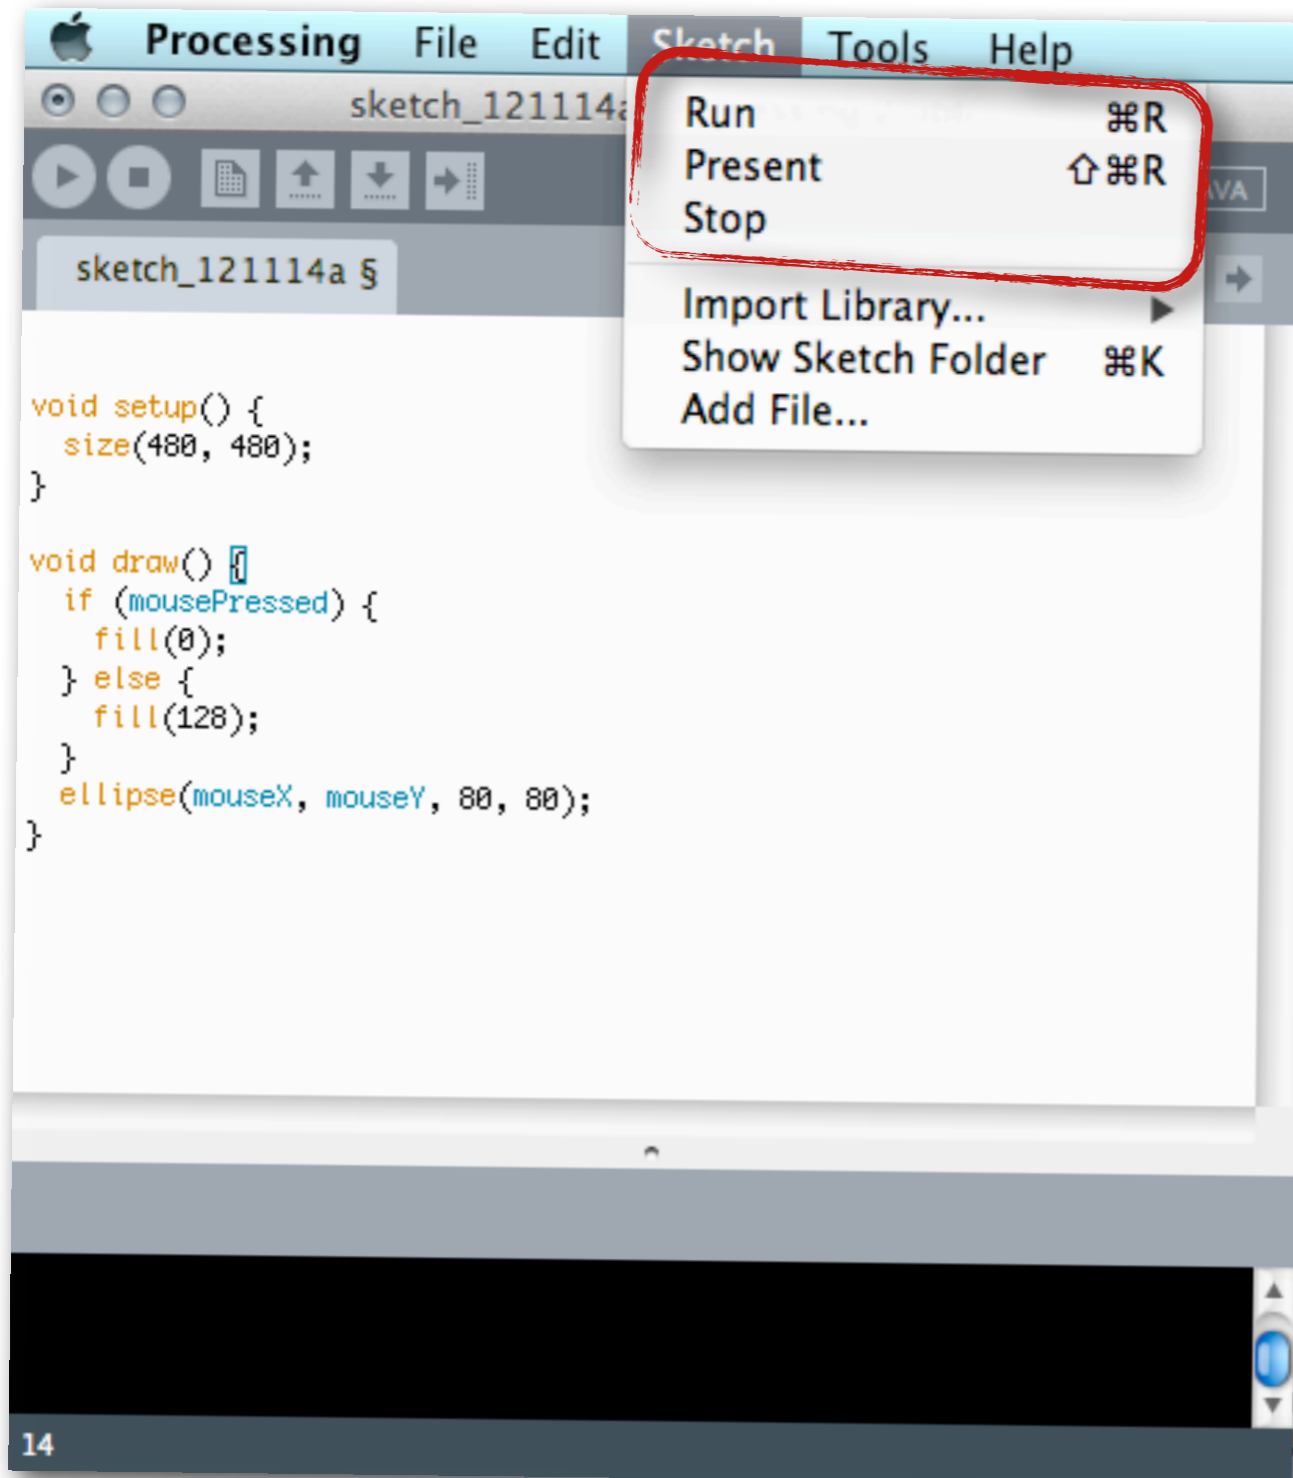 Processing File Edit Sketch Tools Help
sketch_121114a
Run ⌘R
Present ⇧⌘R
Stop
Import Library...
Show Sketch Folder ⌘K
Add File...
sketch_121114a §
void setup() {
  size(480, 480);
}
void draw() {
  if (mousePressed) {
    fill(0);
  } else {
    fill(128);
  }
  ellipse(mouseX, mouseY, 80, 80);
}
14